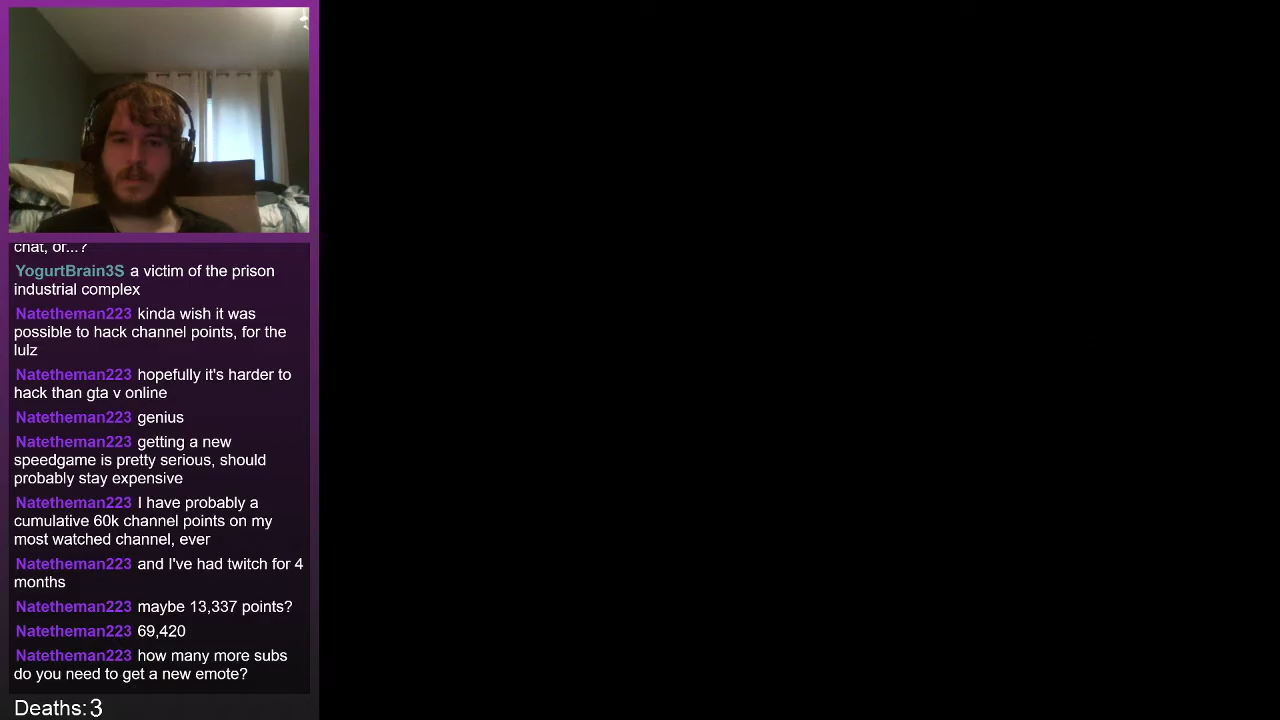 chat, or...?
YogurtBrain3S a victim of the prison
industrial complex
Natetheman223 kinda wish it was
possible to hack channel points, for the
lulz
Natetheman223 hopefully it's harder to
hack than gta v online
Natetheman223 genius
Natetheman223 getting a new
speedgame is pretty serious, should
probably stay expensive
Natetheman223 I have probably a
cumulative 60k channel points on my
most watched channel, ever
Natetheman223 and I've had twitch for 4
months
Natetheman223 maybe 13,337 points?
Natetheman223 69,420
Natetheman223 how many more subs
do you need to get a new emote?
Deaths: 3